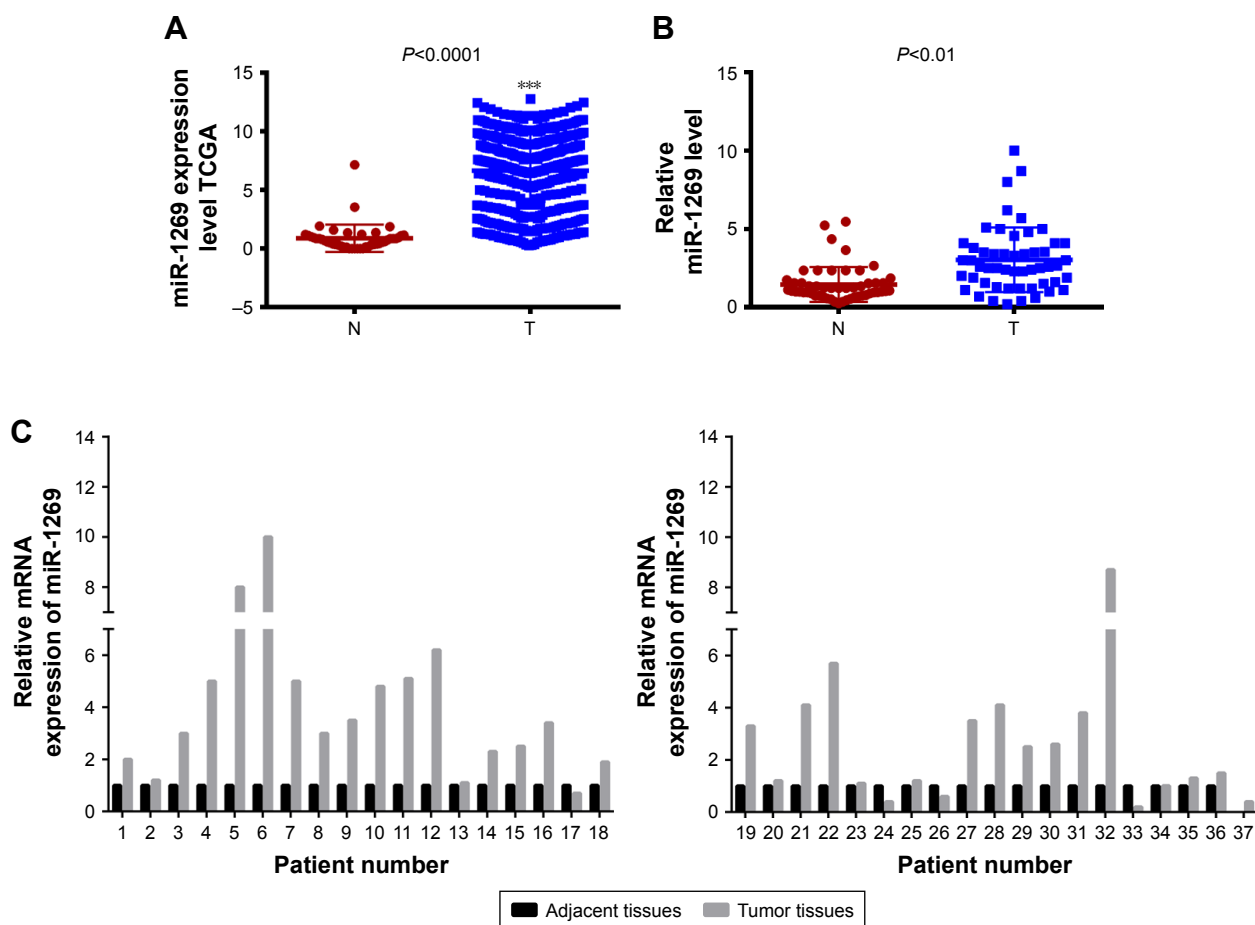 A
P<0.0001
***
miR-1269 expression
level TCGA
15
10
5
0
–5
N
T
B
P<0.01
Relative
miR-1269 level
15
10
5
0
N
T
C
Relative mRNA
expression of miR-1269
14
12
10
8
6
4
2
0
1 2 3 4 5 6 7 8 9 10 11 12 13 14 15 16 17 18
Patient number
Relative mRNA
expression of miR-1269
14
12
10
8
6
4
2
0
19 20 21 22 23 24 25 26 27 28 29 30 31 32 33 34 35 36 37
Patient number
Adjacent tissues
Tumor tissues